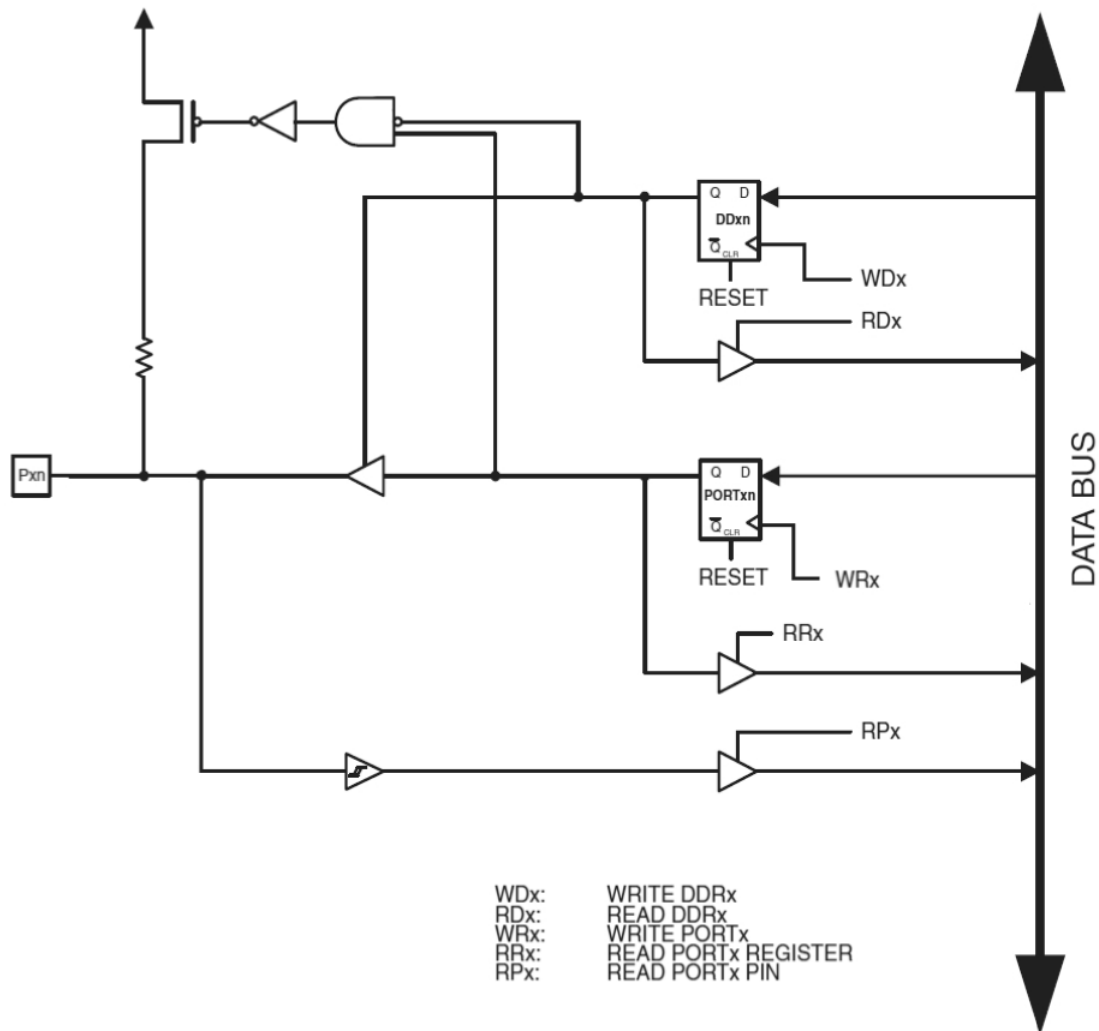 Q D
DDxn
Q CLR
WDx
RESET
RDx
Pxn
Q D
PORTxn
Q CLR
RESET
WRx
DATA BUS
RRx
RPx
WDx: WRITE DDRx
RDx: READ DDRx
WRx: WRITE PORTx
RRx: READ PORTx REGISTER
RPx: READ PORTx PIN